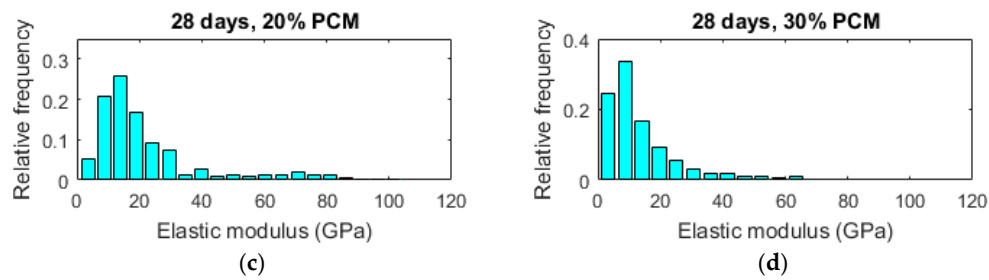 28 days, 20% PCM
Relative frequency
0.3
0.2
0.1
0
0 20 40 60 80 100 120
Elastic modulus (GPa)
(c)
28 days, 30% PCM
Relative frequency
0.4
0.2
0
0 20 40 60 80 100 120
Elastic modulus (GPa)
(d)